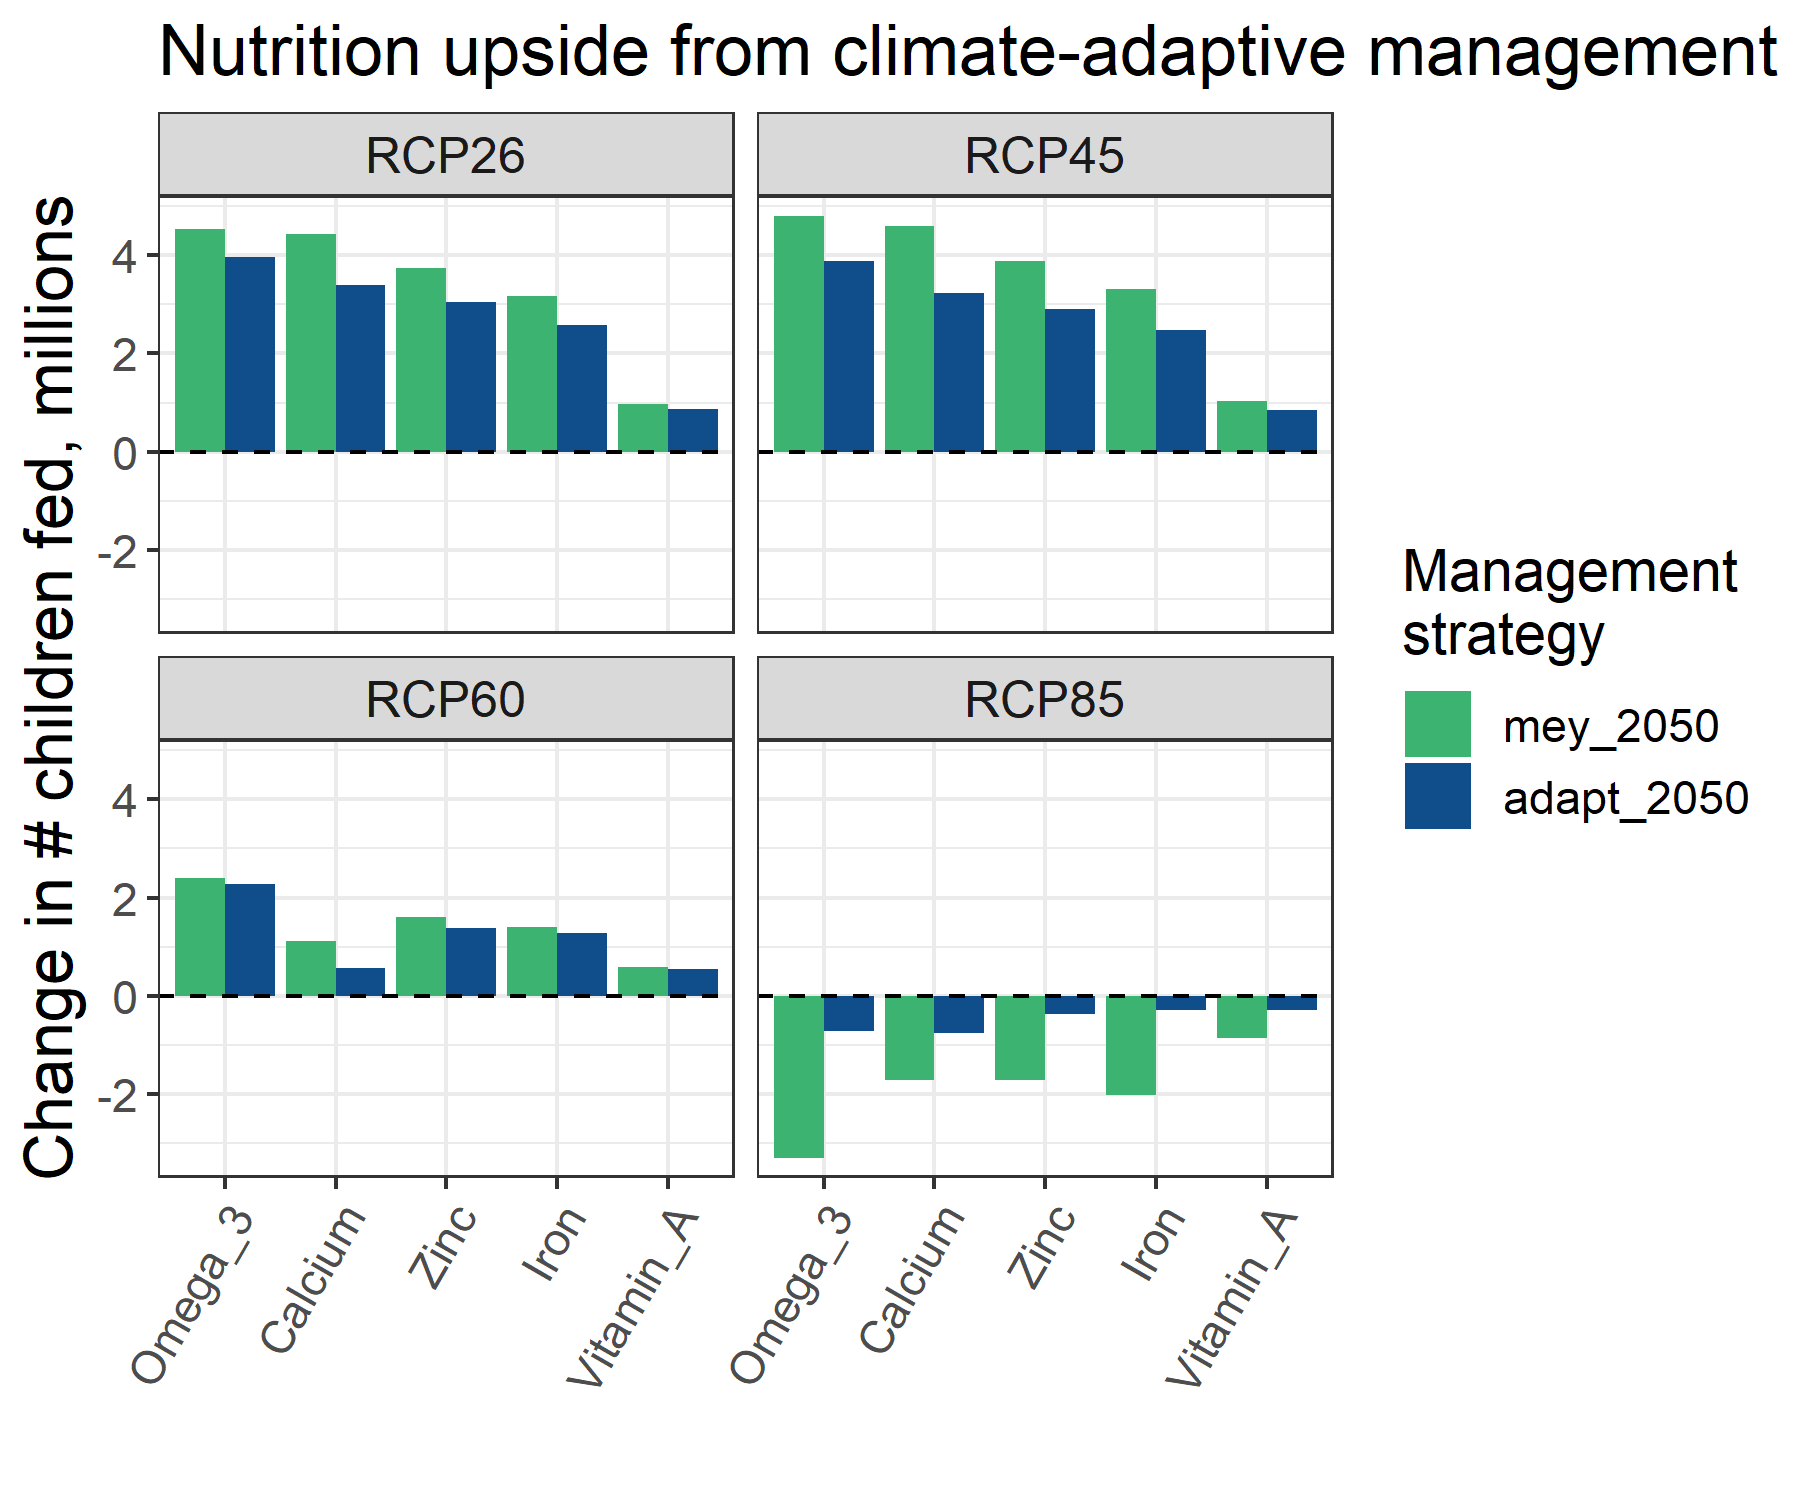 Nutrition upside from climate-adaptive management
Change in # children fed, millions
RCP26
RCP45
4
2
0
-2
RCP60
RCP85
4
2
0
-2
Omega_3
Calcium
Zinc
Iron
Vitamin_A
Omega_3
Calcium
Zinc
Iron
Vitamin_A
Management
strategy
mey_2050
adapt_2050